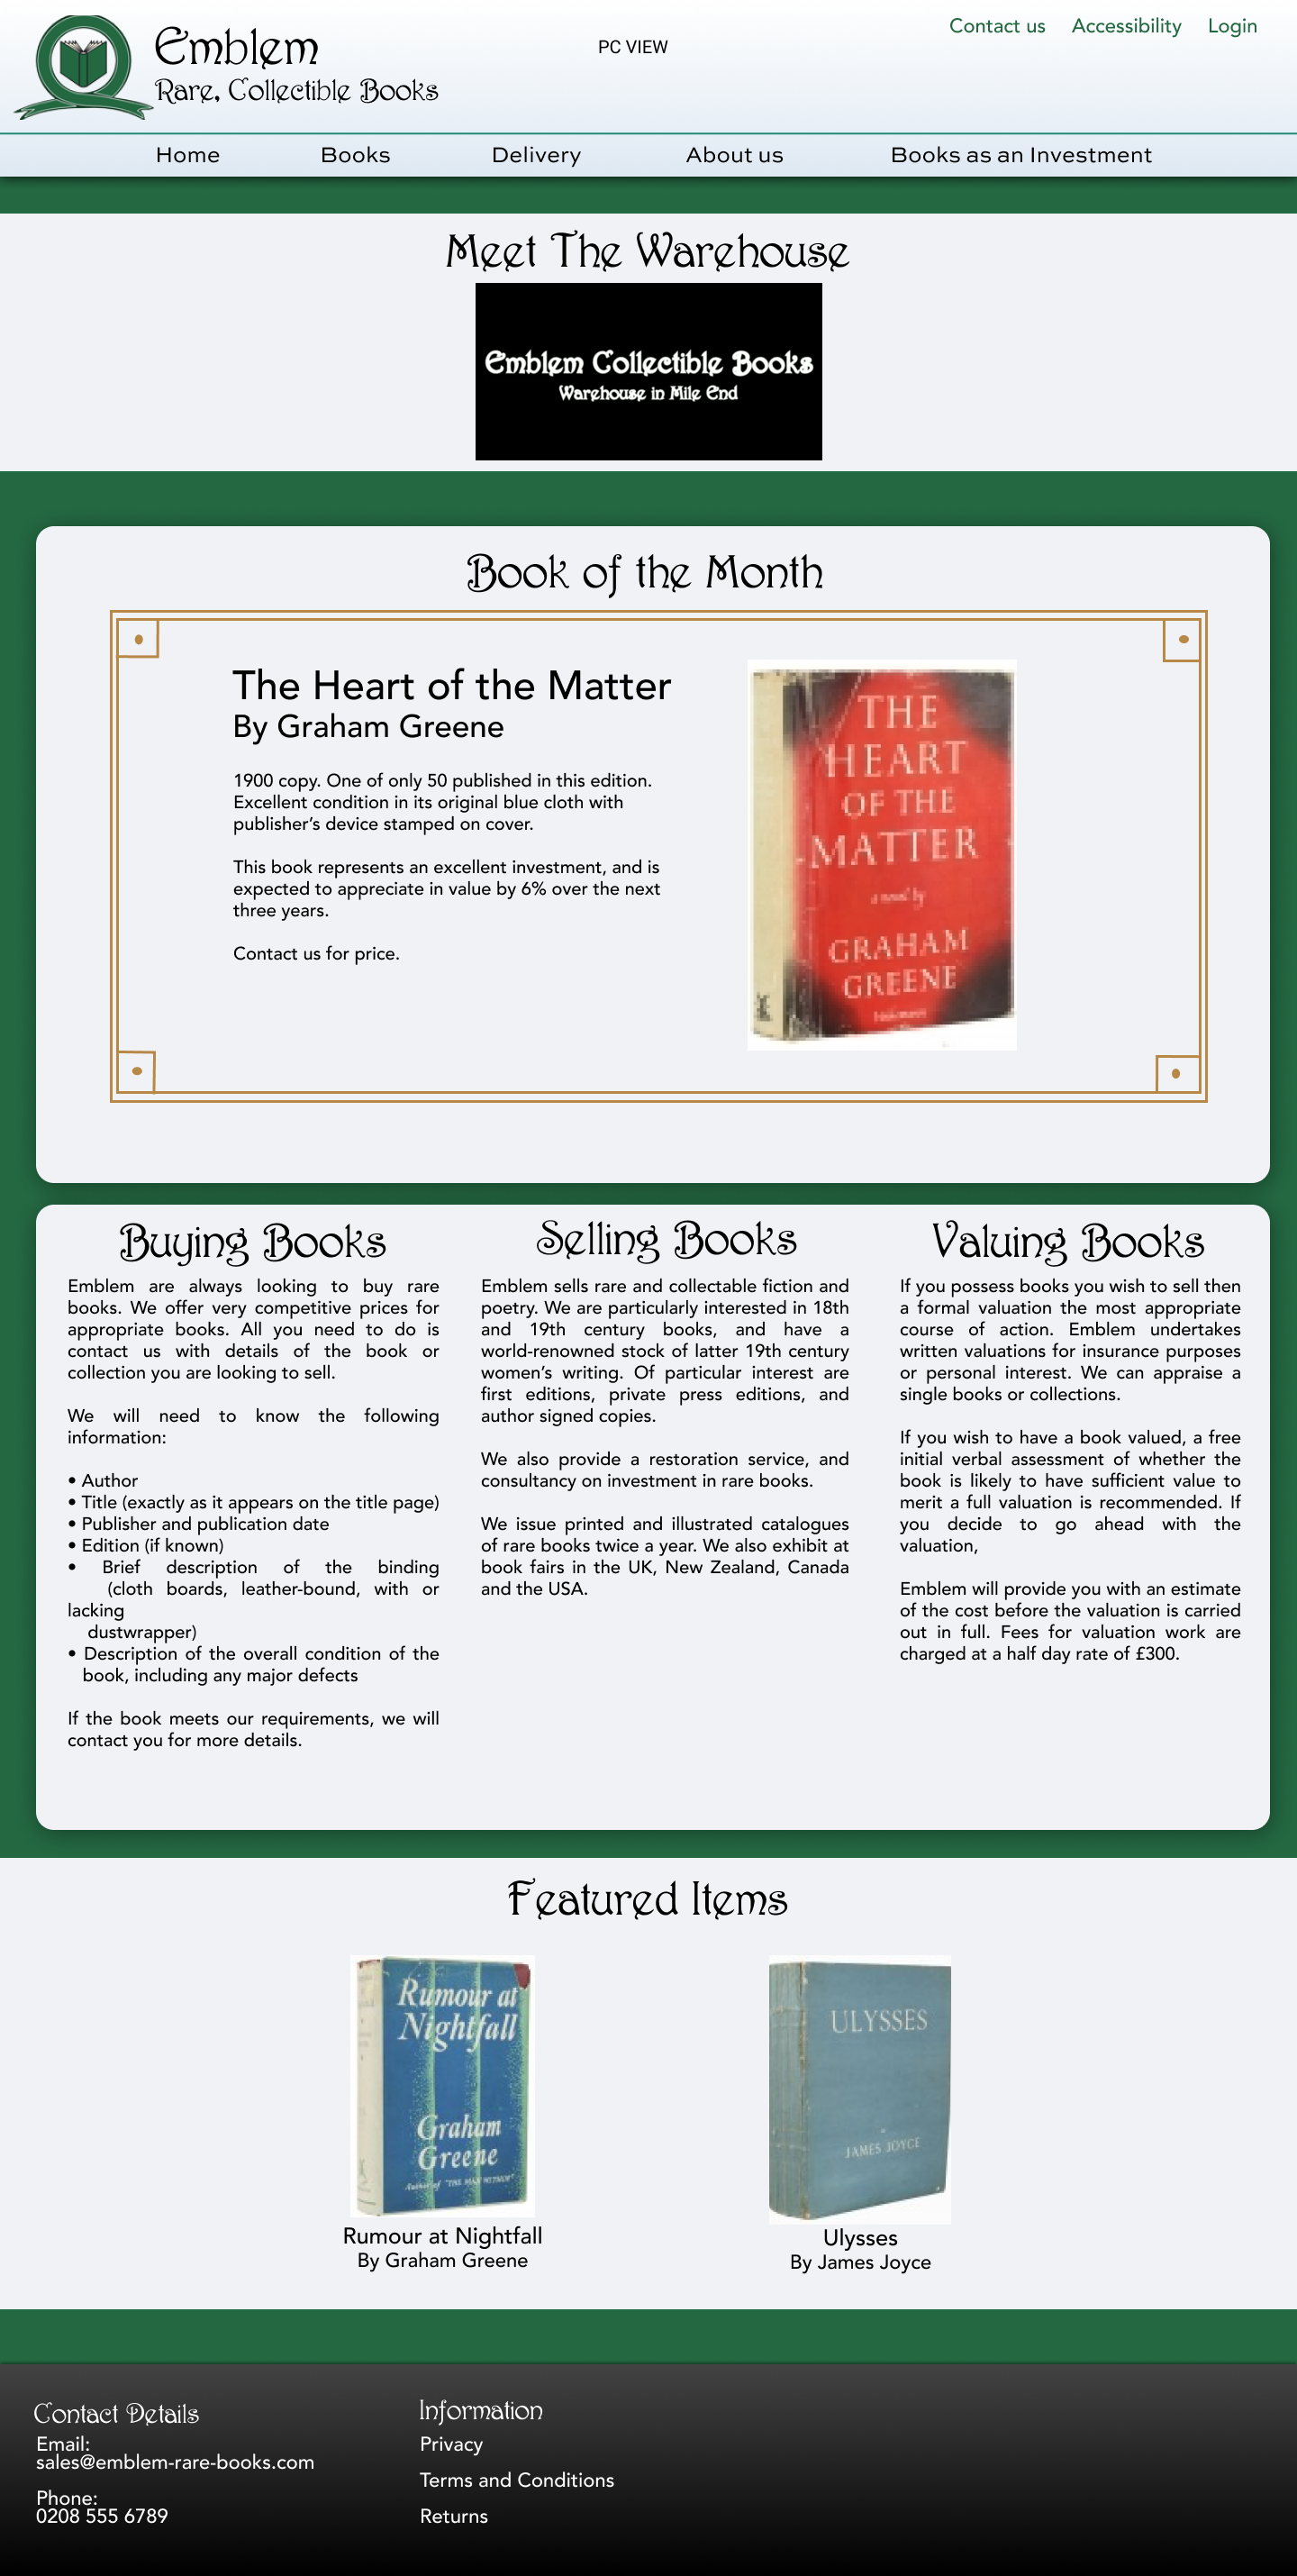 Emblem
Rare, Collectible Books
PC VIEW
Contact us Accessibility Login
Home Books Delivery About us Books as an Investment
Meet The Warehouse
Emblem Collectible Books
Warehouse in Mile End
Book of the Month
The Heart of the Matter
By Graham Greene
1900 copy. One of only 50 published in this edition.
Excellent condition in its original blue cloth with
publisher’s device stamped on cover.
This book represents an excellent investment, and is
expected to appreciate in value by 6% over the next
three years.
Contact us for price.
THE
HEART
OF THE
MATTER
a novel by
GRAHAM
GREENE
Buying Books
Emblem are always looking to buy rare
books. We offer very competitive prices for
appropriate books. All you need to do is
contact us with details of the book or
collection you are looking to sell.
We will need to know the following
information:
• Author
• Title (exactly as it appears on the title page)
• Publisher and publication date
• Edition (if known)
• Brief description of the binding
(cloth boards, leather-bound, with or
lacking
dustwrapper)
• Description of the overall condition of the
book, including any major defects
If the book meets our requirements, we will
contact you for more details.
Selling Books
Emblem sells rare and collectable fiction and
poetry. We are particularly interested in 18th
and 19th century books, and have a
world-renowned stock of latter 19th century
women’s writing. Of particular interest are
first editions, private press editions, and
author signed copies.
We also provide a restoration service, and
consultancy on investment in rare books.
We issue printed and illustrated catalogues
of rare books twice a year. We also exhibit at
book fairs in the UK, New Zealand, Canada
and the USA.
Valuing Books
If you possess books you wish to sell then
a formal valuation the most appropriate
course of action. Emblem undertakes
written valuations for insurance purposes
or personal interest. We can appraise a
single books or collections.
If you wish to have a book valued, a free
initial verbal assessment of whether the
book is likely to have sufficient value to
merit a full valuation is recommended. If
you decide to go ahead with the
valuation,
Emblem will provide you with an estimate
of the cost before the valuation is carried
out in full. Fees for valuation work are
charged at a half day rate of £300.
Featured Items
Rumour at
Nightfall
Graham
Greene
Author of "THE MAN WITHIN"
Rumour at Nightfall
By Graham Greene
ULYSSES
JAMES JOYCE
Ulysses
By James Joyce
Contact Details
Email:
sales@emblem-rare-books.com
Phone:
0208 555 6789
Information
Privacy
Terms and Conditions
Returns